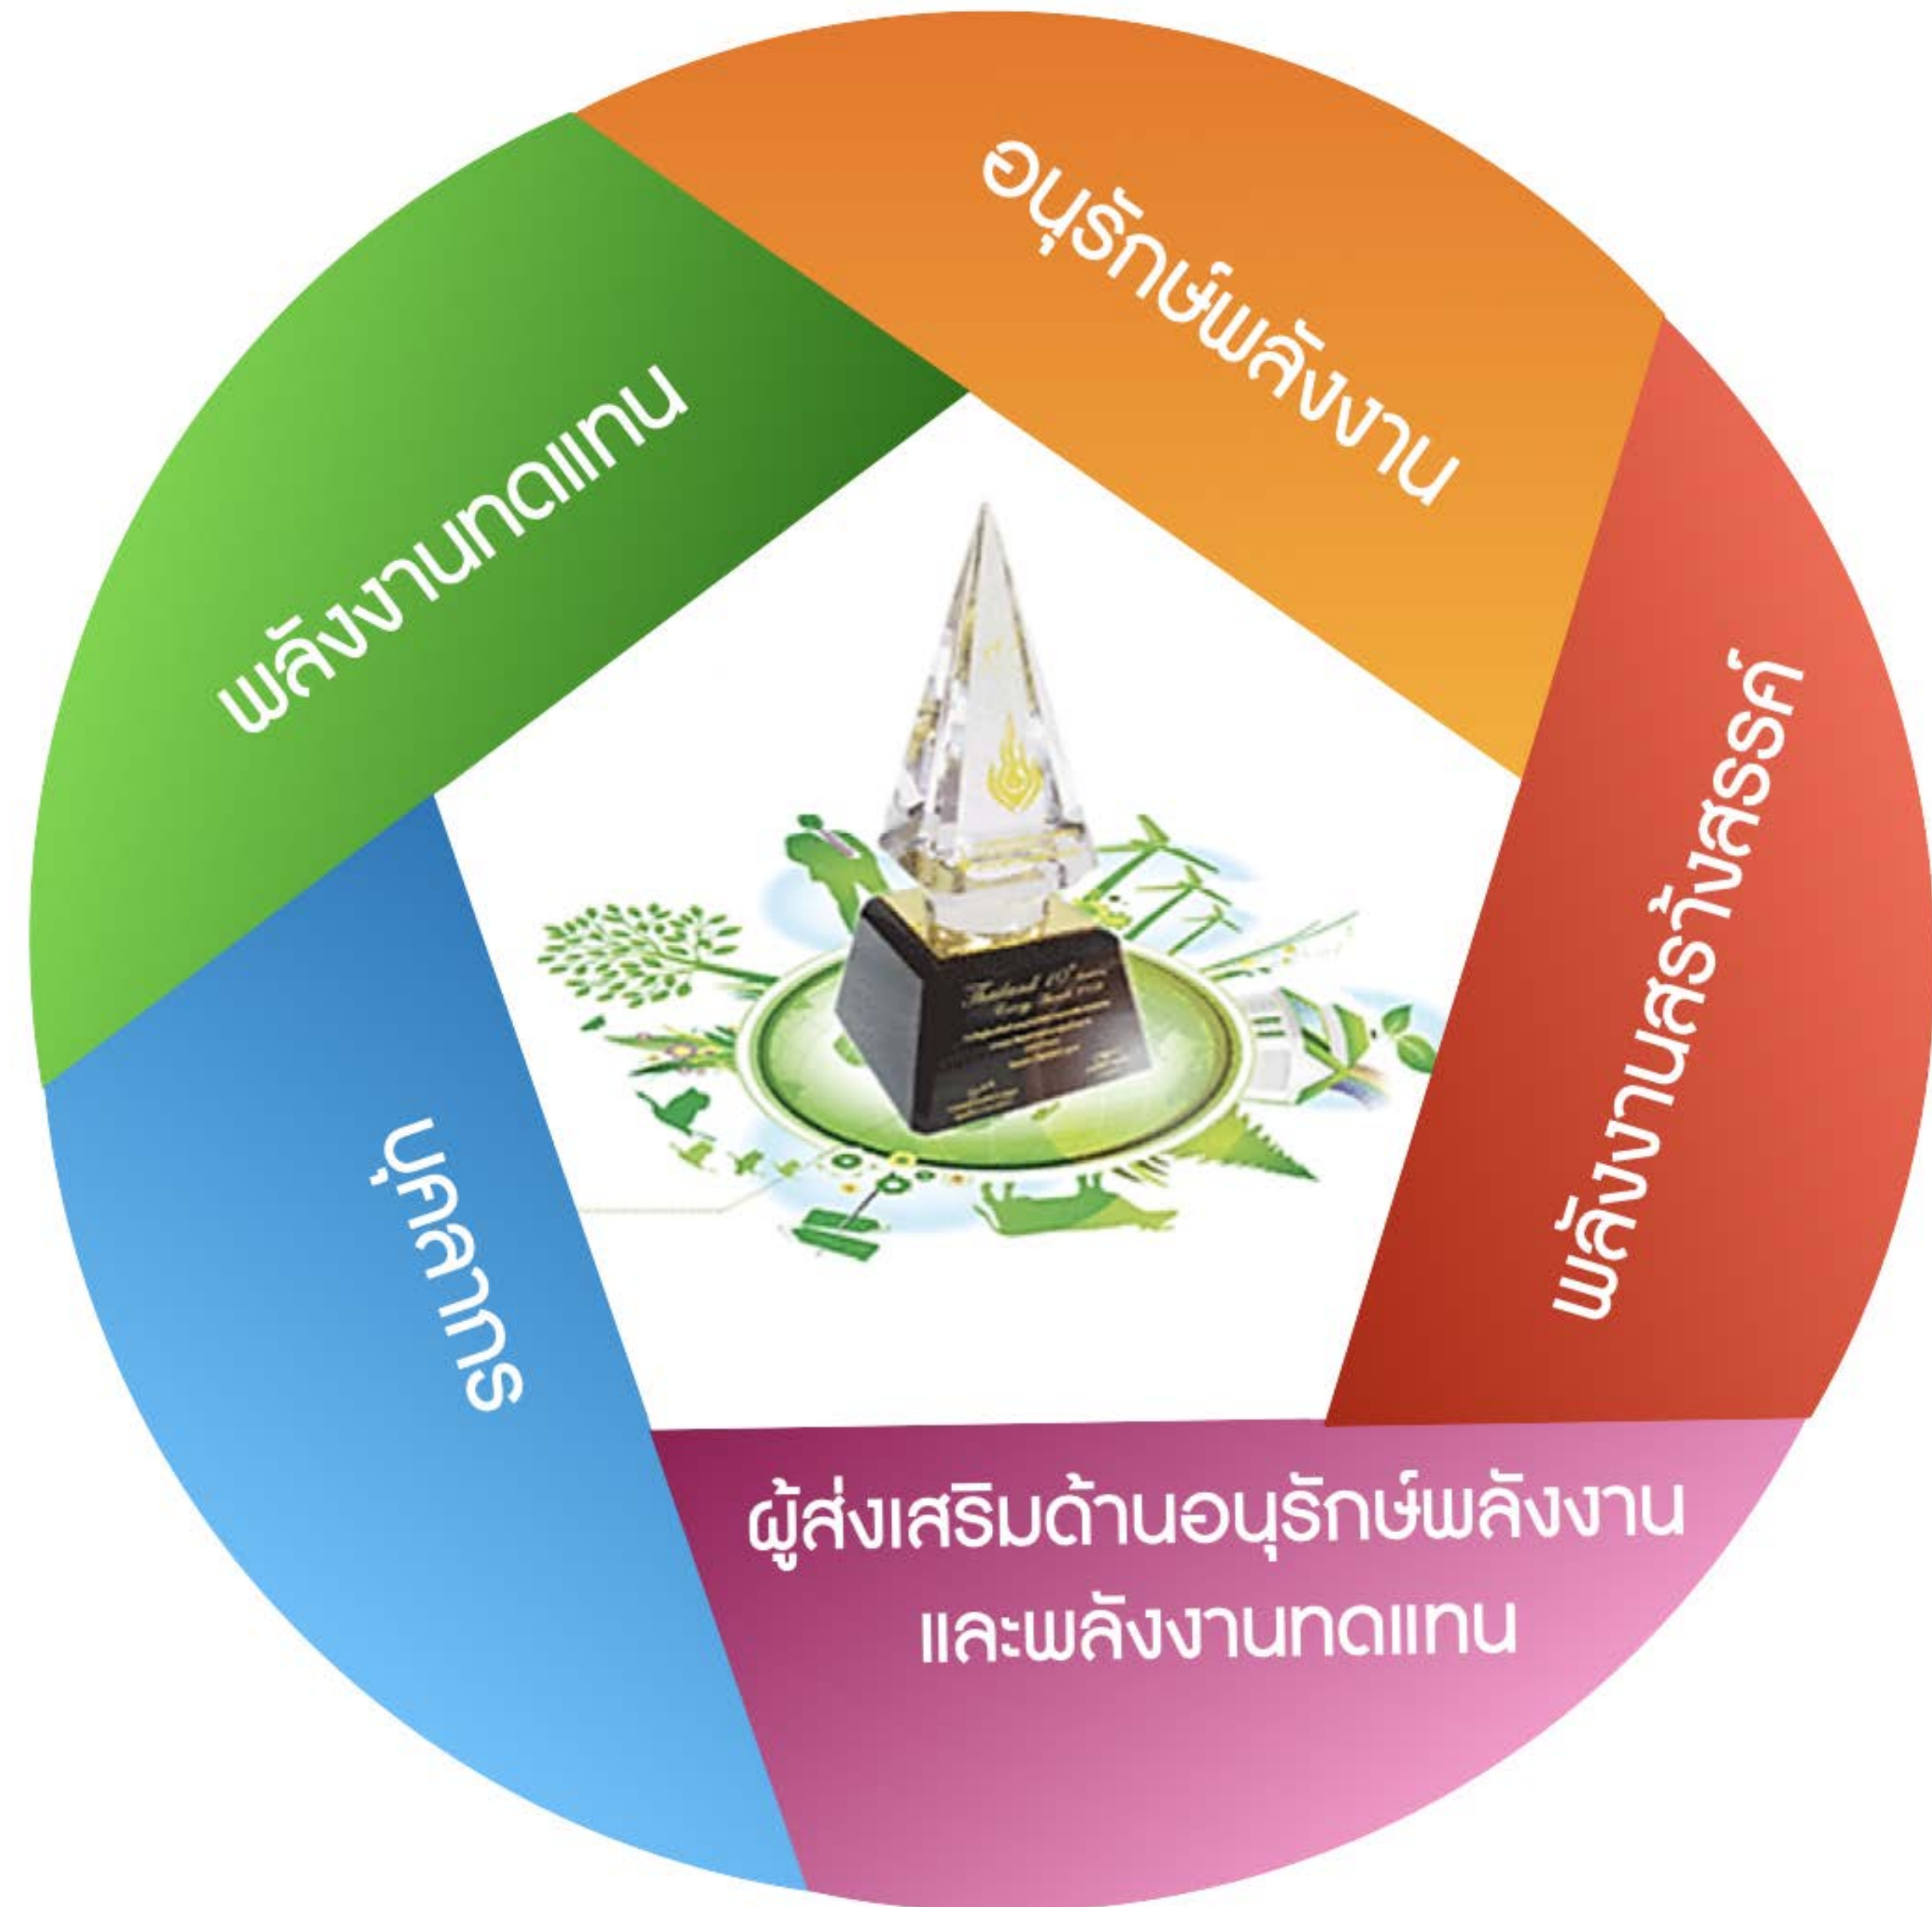 อนุรักษ์พลังงาน
พลังงานสร้างสรรค์
ผู้ส่งเสริมด้านอนุรักษ์พลังงาน
และพลังงานทดแทน
บุคลากร
พลังงานทดแทน
Thailand